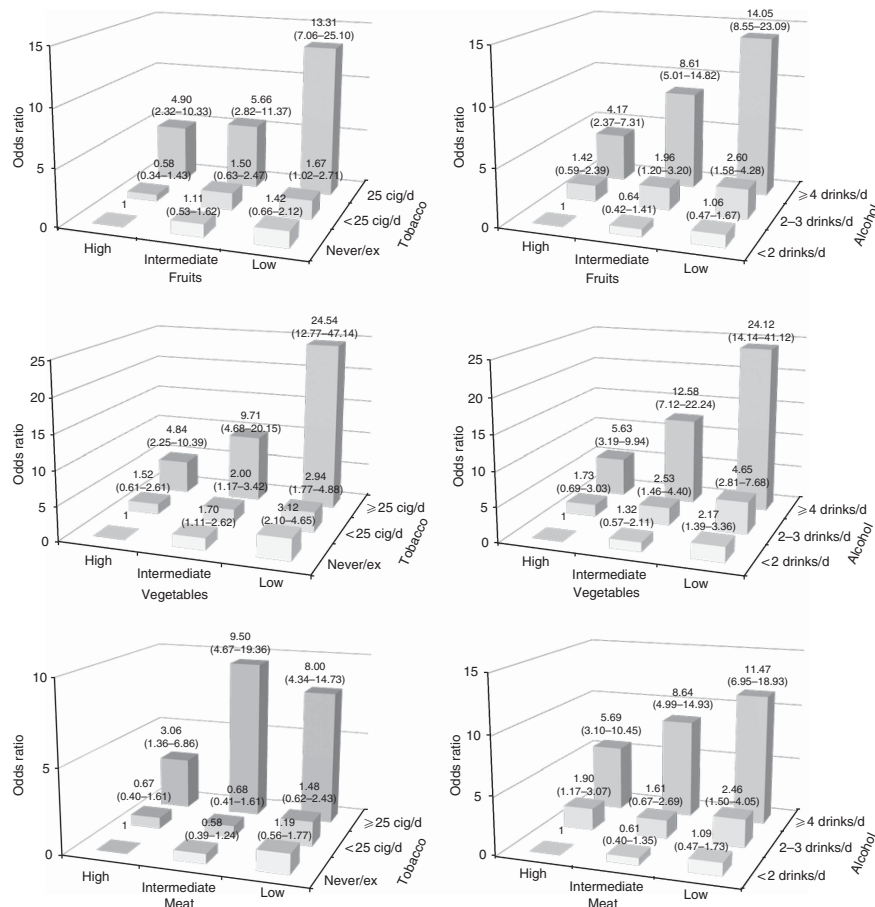 13.31
(7.06–25.10)
15
4.90
(2.32–10.33)
5.66
(2.82–11.37)
10
Odds ratio
0.58
(0.34–1.43)
1.50
(0.63–2.47)
1.67
(1.02–2.71)
5
1
1.11
(0.53–1.62)
1.42
(0.66–2.12)
25 cig/d
<25 cig/d
Never/ex
Tobacco
0
High
Intermediate
Low
Fruits
14.05
(8.55–23.09)
15
8.61
(5.01–14.82)
4.17
(2.37–7.31)
10
Odds ratio
1.42
(0.59–2.39)
1.96
(1.20–3.20)
2.60
(1.58–4.28)
5
1
0.64
(0.42–1.41)
1.06
(0.47–1.67)
⩾4 drinks/d
2–3 drinks/d
<2 drinks/d
Alcohol
0
High
Intermediate
Low
Fruits
24.54
(12.77–47.14)
25
20
9.71
(4.68–20.15)
4.84
(2.25–10.39)
15
Odds ratio
1.52
(0.61–2.61)
2.00
(1.17–3.42)
2.94
(1.77–4.88)
10
1
1.70
(1.11–2.62)
3.12
(2.10–4.65)
5
⩾25 cig/d
<25 cig/d
Never/ex
Tobacco
0
High
Intermediate
Low
Vegetables
24.12
(14.14–41.12)
25
20
12.58
(7.12–22.24)
5.63
(3.19–9.94)
15
Odds ratio
1.73
(0.69–3.03)
2.53
(1.46–4.40)
4.65
(2.81–7.68)
10
1
1.32
(0.57–2.11)
2.17
(1.39–3.36)
5
⩾4 drinks/d
2–3 drinks/d
<2 drinks/d
Alcohol
0
High
Intermediate
Low
Vegetables
9.50
(4.67–19.36)
8.00
(4.34–14.73)
10
3.06
(1.36–6.86)
Odds ratio
0.67
(0.40–1.61)
0.68
(0.41–1.61)
1.48
(0.62–2.43)
5
1
0.58
(0.39–1.24)
1.19
(0.56–1.77)
⩾25 cig/d
<25 cig/d
Never/ex
Tobacco
0
High
Intermediate
Low
Meat
11.47
(6.95–18.93)
15
8.64
(4.99–14.93)
5.69
(3.10–10.45)
10
Odds ratio
1.90
(1.17–3.07)
1.61
(0.67–2.69)
2.46
(1.50–4.05)
5
1
0.61
(0.40–1.35)
1.09
(0.47–1.73)
⩾4 drinks/d
2–3 drinks/d
<2 drinks/d
Alcohol
0
High
Intermediate
Low
Meat